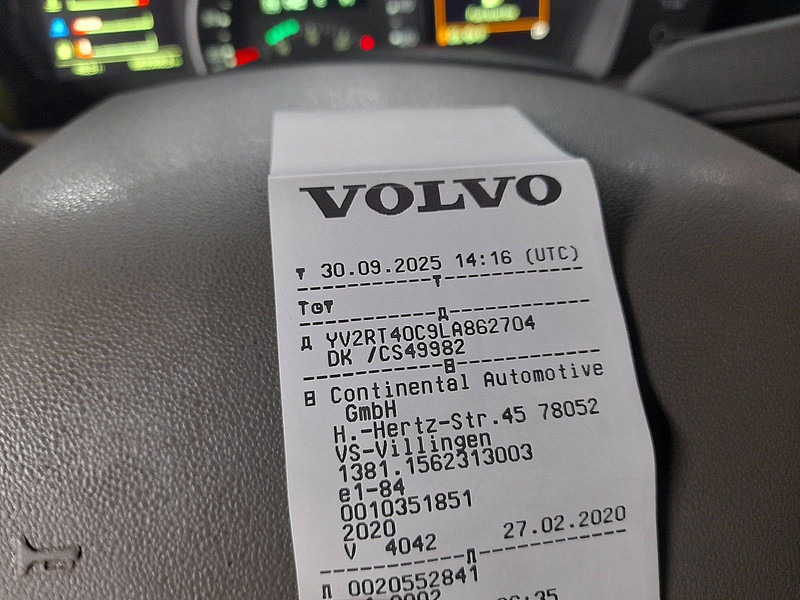 VOLVO
30.09.2025 14:16 (UTC)
YV2RT40C9LA862704
DK /CS49982
Continental Automotive
GmbH
H.-Hertz-Str.45 78052
VS-Villingen
1381.1562313003
e1-84
0010351851
2020
V 4042 27.02.2020
0020552841